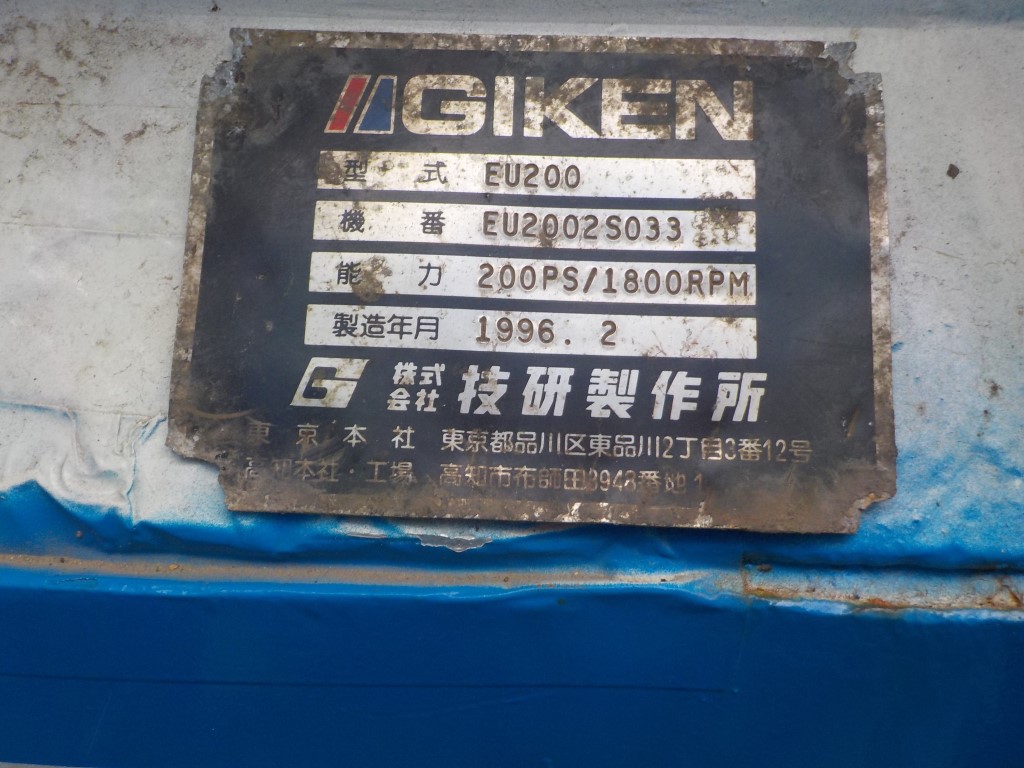 GIKEN
型式 EU200
機番 EU2002S033
能力 200PS/1800RPM
製造年月 1996. 2
G 株式会社 技研製作所
東京本社 東京都品川区東品川2丁目3番12号
高知本社・工場 高知市布師田3948番地1